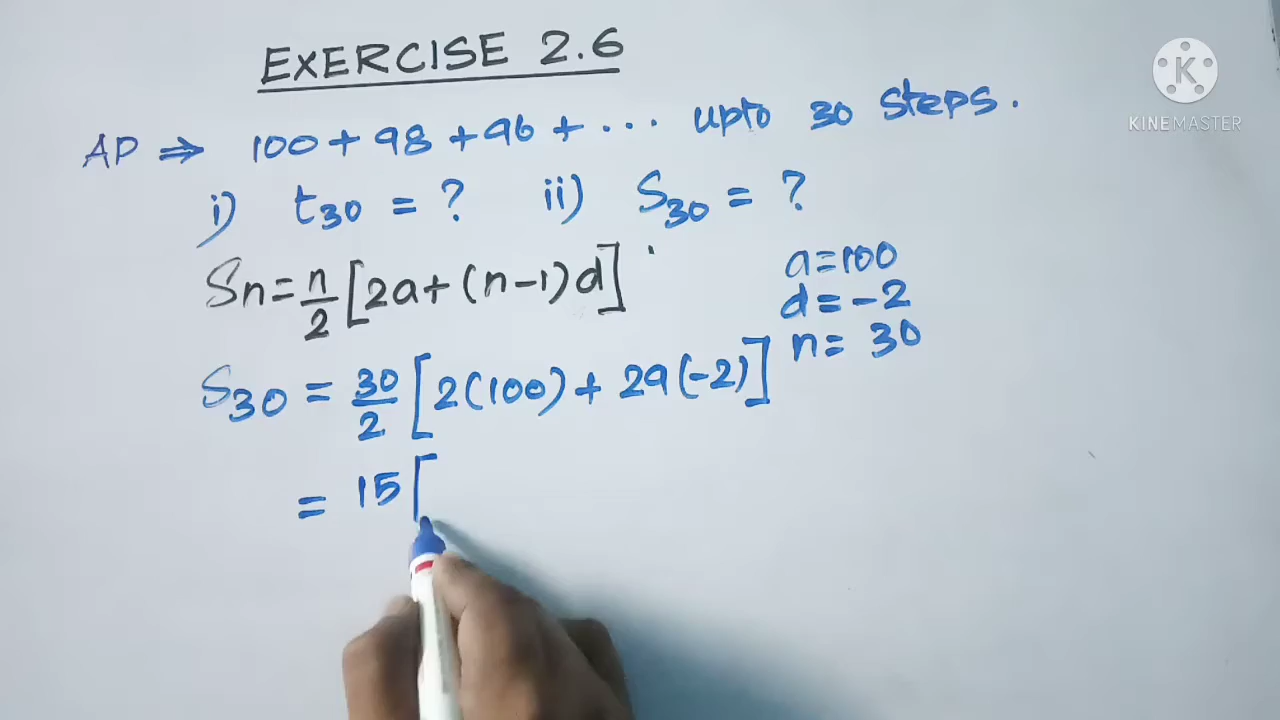 EXERCISE 2.6
K
KINEMASTER
AP ⇒ 100 + 98 + 96 + ... upto 30 steps.
i) t30 = ? ii) S30 = ?
Sn = n/2 [2a + (n-1)d]
a = 100
d = -2
n = 30
S30 = 30/2 [2(100) + 29(-2)]
= 15 [